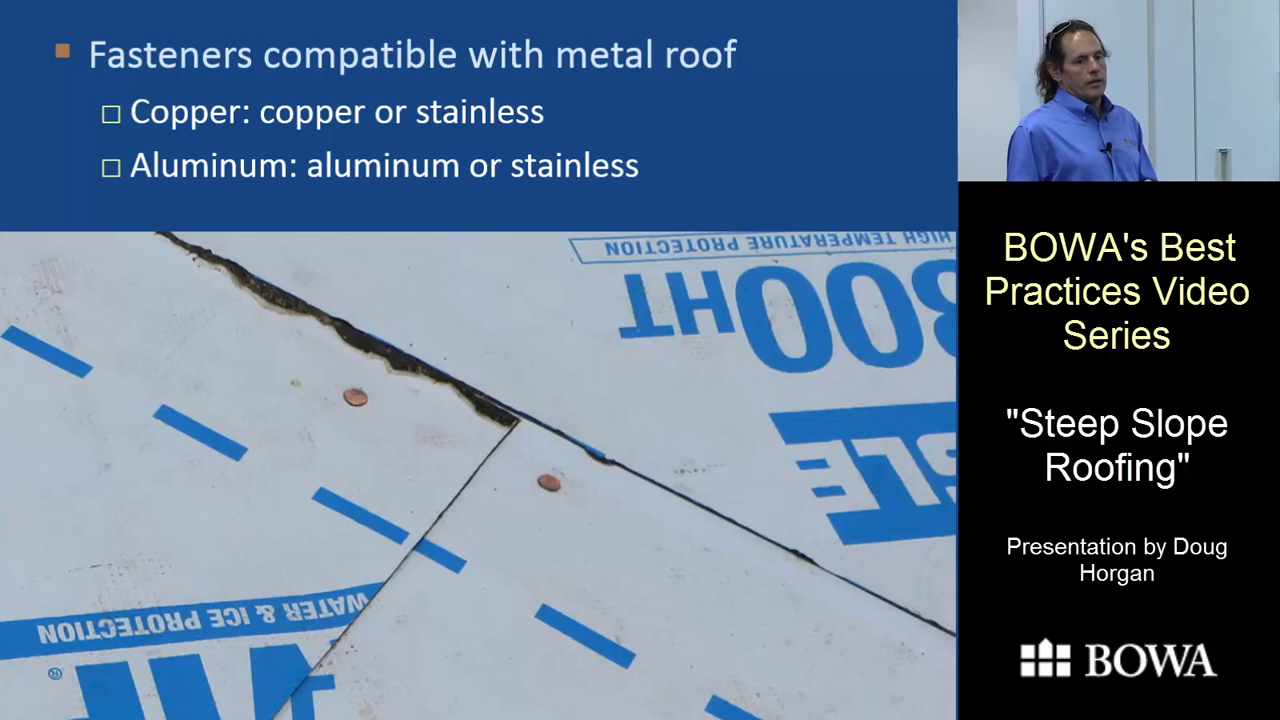 Fasteners compatible with metal roof
Copper: copper or stainless
Aluminum: aluminum or stainless
HIGH TEMPERATURE PROTECTION
00HT
WATER & ICE PROTECTION
®
BOWA's Best
Practices Video
Series
"Steep Slope
Roofing"
Presentation by Doug
Horgan
BOWA